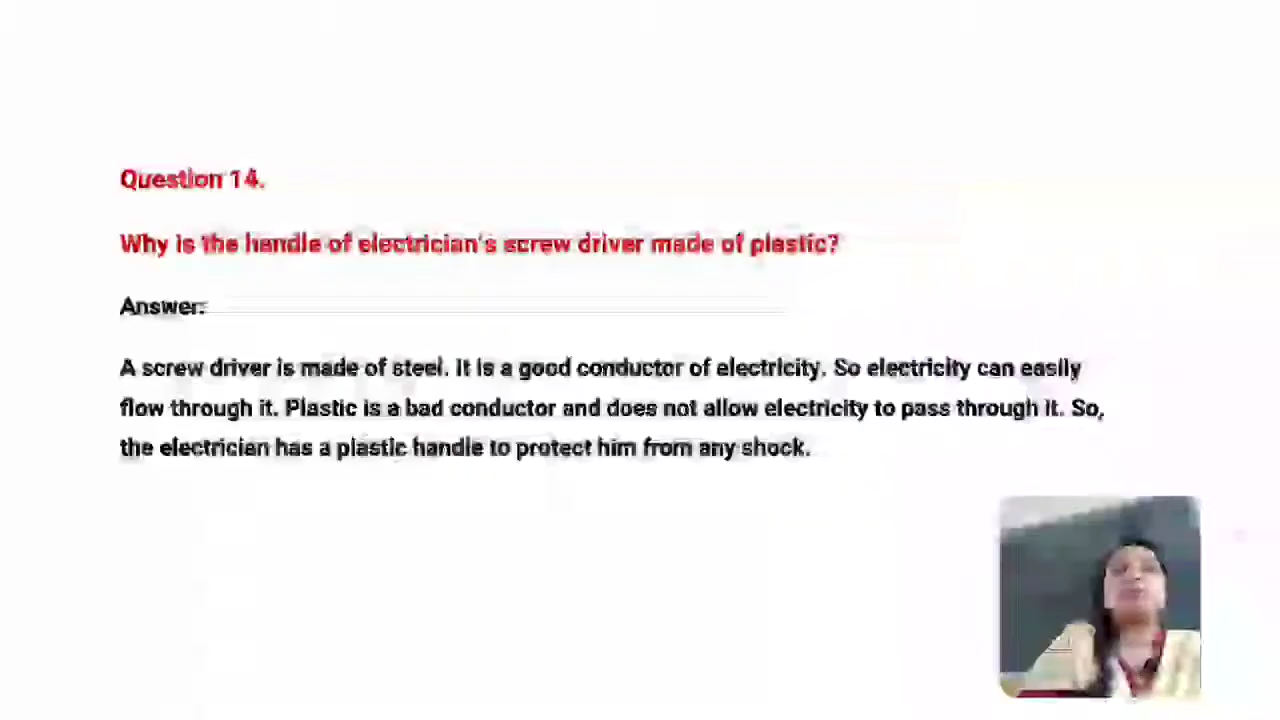 Question 14.
Why is the handle of electrician's screw driver made of plastic?
Answer:
A screw driver is made of steel. It is a good conductor of electricity. So electricity can easily
flow through it. Plastic is a bad conductor and does not allow electricity to pass through it. So,
the electrician has a plastic handle to protect him from any shock.